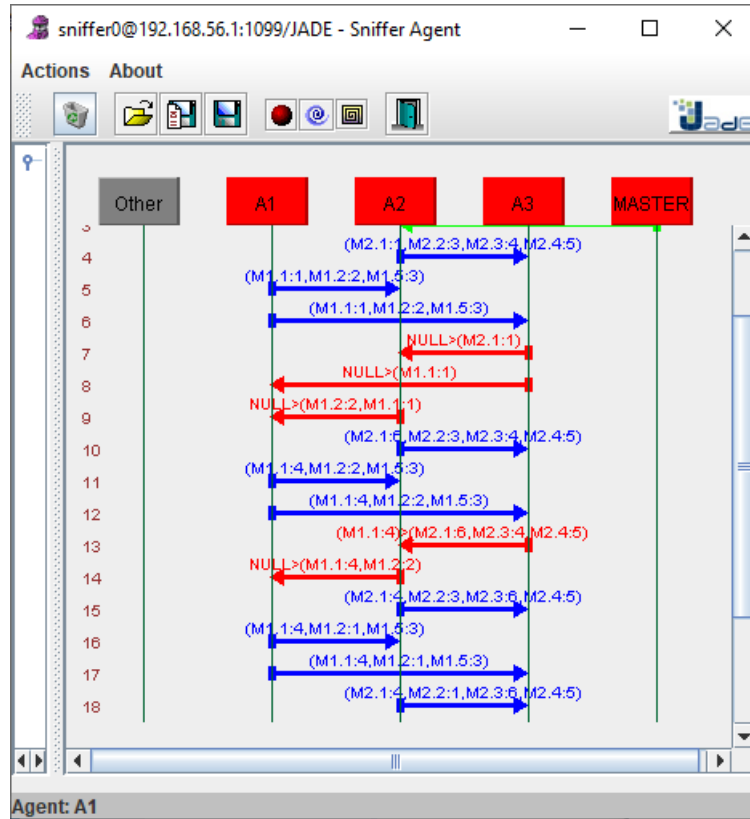 sniffer0@192.168.56.1:1099/JADE - Sniffer Agent
Actions About
Jade
Other A1 A2 A3 MASTER
3
(M2.1:1,M2.2:3,M2.3:4,M2.4:5)
4
(M1.1:1,M1.2:2,M1.5:3)
5
(M1.1:1,M1.2:2,M1.5:3)
6
NULL>(M2.1:1)
7
NULL>(M1.1:1)
8
NULL>(M1.2:2,M1.1:1)
9
(M2.1:6,M2.2:3,M2.3:4,M2.4:5)
10
(M1.1:4,M1.2:2,M1.5:3)
11
(M1.1:4,M1.2:2,M1.5:3)
12
(M1.1:4)>(M2.1:6,M2.3:4,M2.4:5)
13
NULL>(M1.1:4,M1.2:2)
14
(M2.1:4,M2.2:3,M2.3:6,M2.4:5)
15
(M1.1:4,M1.2:1,M1.5:3)
16
(M1.1:4,M1.2:1,M1.5:3)
17
(M2.1:4,M2.2:1,M2.3:6,M2.4:5)
18
Agent: A1